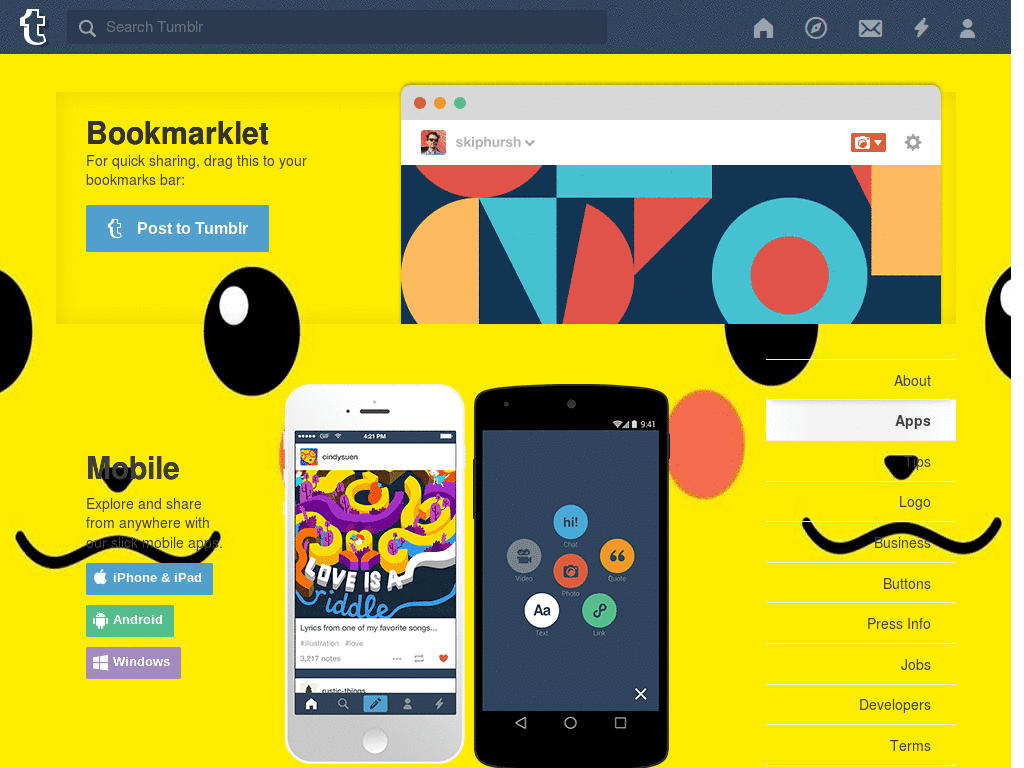 Search Tumblr
Bookmarklet
For quick sharing, drag this to your
bookmarks bar:
Post to Tumblr
skiphursh
About
Apps
Tips
Logo
Business
Buttons
Press Info
Jobs
Developers
Terms
Mobile
Explore and share
from anywhere with
our slick mobile apps.
iPhone & iPad
Android
Windows
GIF 4:21 PM
cindysuen
LOVE IS A
riddle
Lyrics from one of my favorite songs...
#illustration #love
3,217 notes
rustic-things
9:41
hi!
Chat
Video
Quote
Photo
Aa
Text
Link